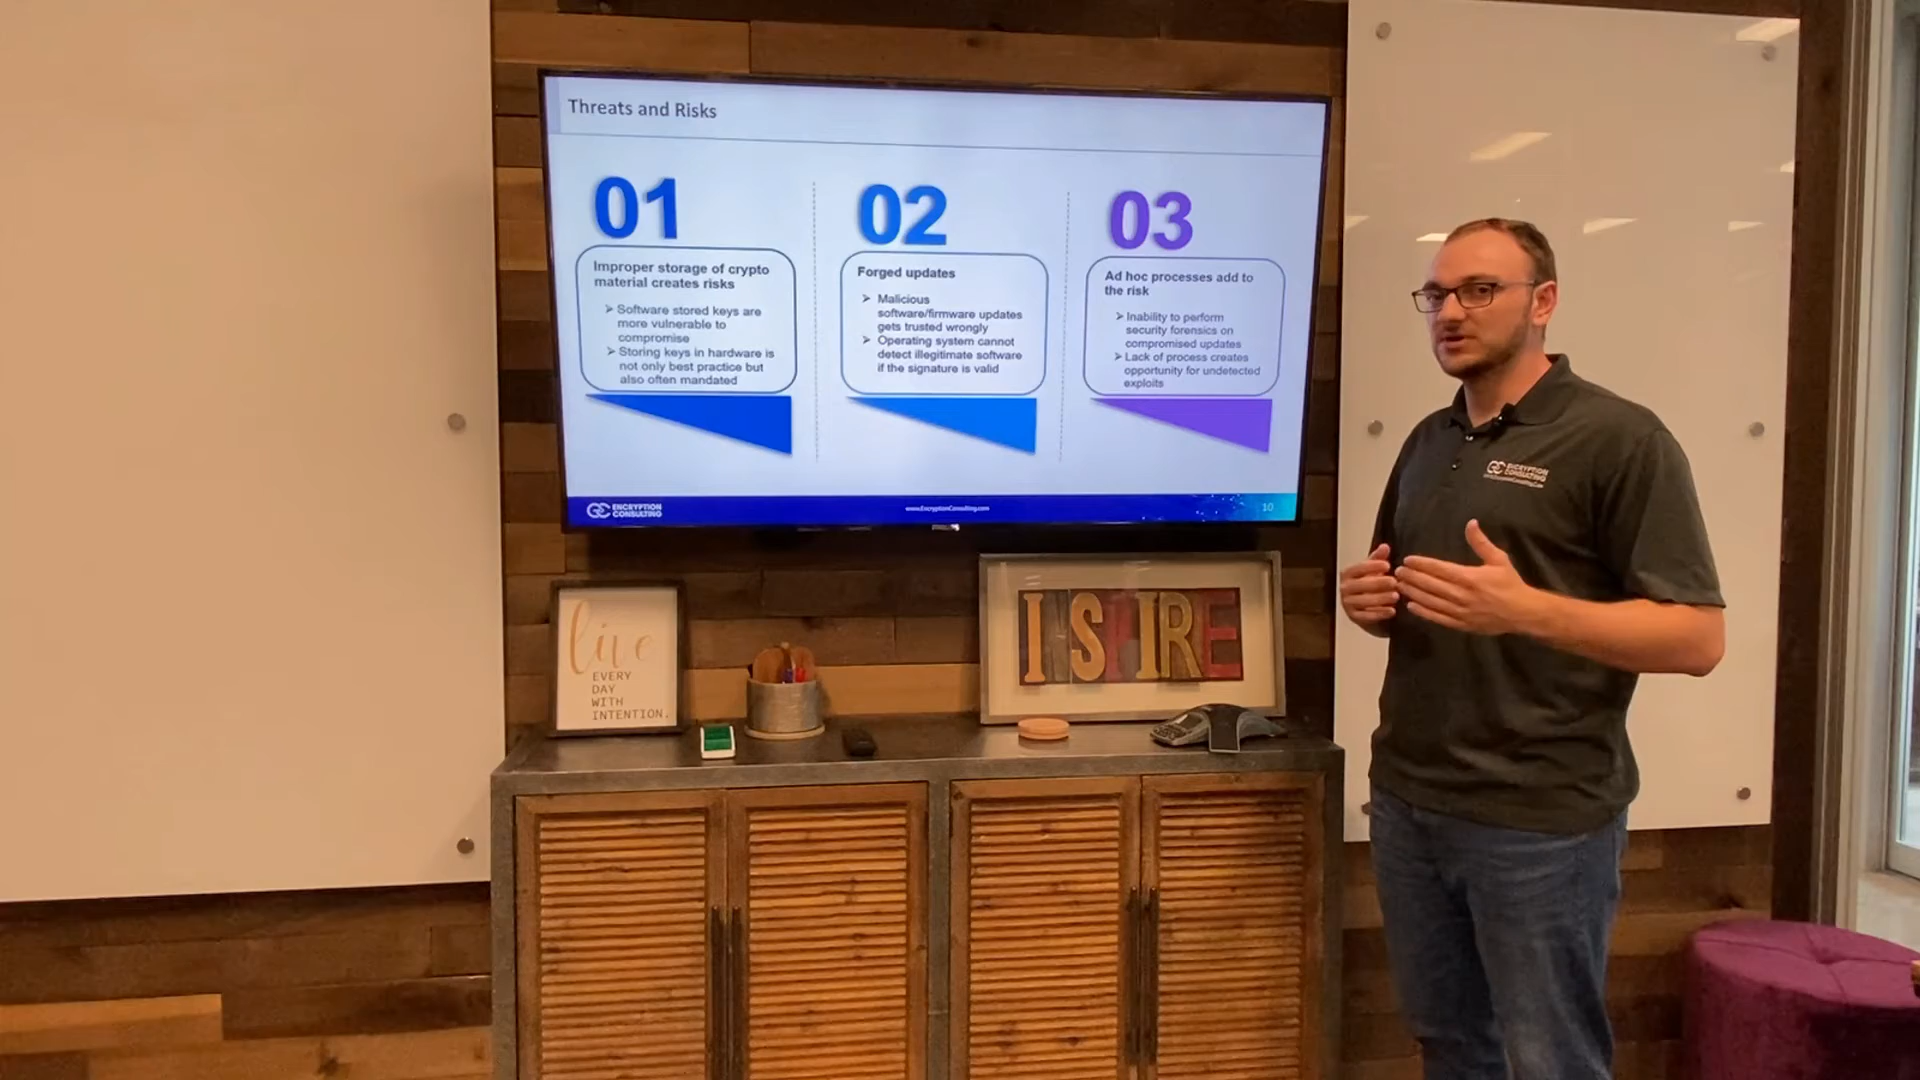 Threats and Risks
01
Improper storage of crypto
material creates risks
➤ Software stored keys are
more vulnerable to
compromise
➤ Storing keys in hardware is
not only best practice but
also often mandated
02
Forged updates
➤ Malicious
software/firmware updates
gets trusted wrongly
➤ Operating system cannot
detect illegitimate software
if the signature is valid
03
Ad hoc processes add to
the risk
➤ Inability to perform
security forensics on
compromised updates
➤ Lack of process creates
opportunity for undetected
exploits
ENCRYPTION
CONSULTING
www.EncryptionConsulting.com
10
live
EVERY
DAY
WITH
INTENTION.
INSPIRE
ENCRYPTION
CONSULTING